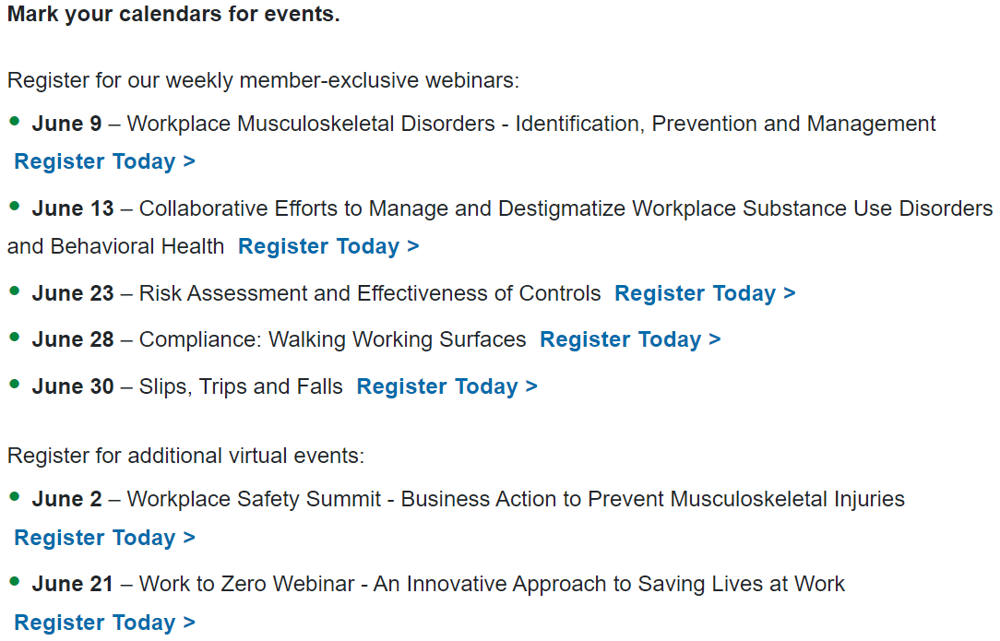 Mark your calendars for events.
Register for our weekly member-exclusive webinars:
• June 9 – Workplace Musculoskeletal Disorders - Identification, Prevention and Management
Register Today >
• June 13 – Collaborative Efforts to Manage and Destigmatize Workplace Substance Use Disorders
and Behavioral Health Register Today >
• June 23 – Risk Assessment and Effectiveness of Controls Register Today >
• June 28 – Compliance: Walking Working Surfaces Register Today >
• June 30 – Slips, Trips and Falls Register Today >
Register for additional virtual events:
• June 2 – Workplace Safety Summit - Business Action to Prevent Musculoskeletal Injuries
Register Today >
• June 21 – Work to Zero Webinar - An Innovative Approach to Saving Lives at Work
Register Today >